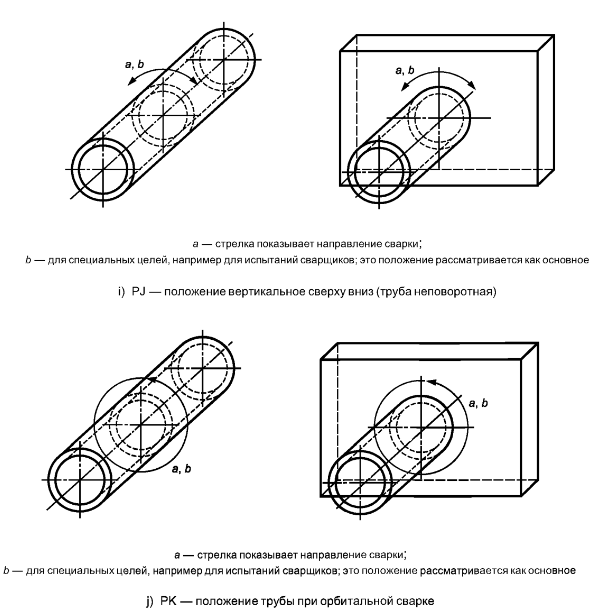 a, b
a, b
a — стрелка показывает направление сварки;
b — для специальных целей, например для испытаний сварщиков; это положение рассматривается как основное
i) PJ — положение вертикальное сверху вниз (труба неповоротная)
a, b
a, b
a — стрелка показывает направление сварки;
b — для специальных целей, например для испытаний сварщиков; это положение рассматривается как основное
j) PK — положение трубы при орбитальной сварке